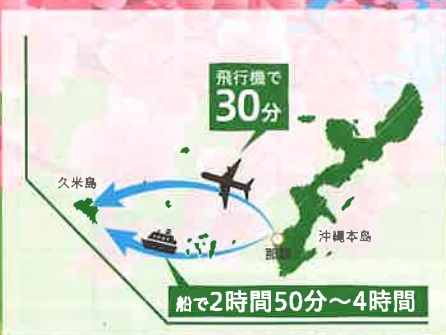 飛行機で
30分
久米島
沖縄本島
那覇
船で2時間50分～4時間